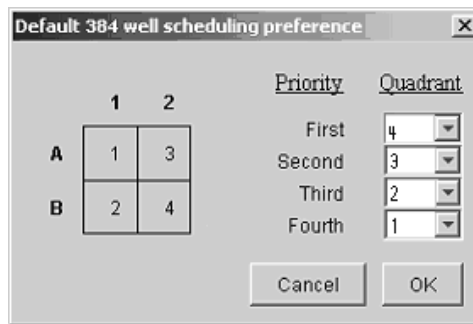 Default 384 well scheduling preference
1 2
A 1 3
B 2 4
Priority Quadrant
First 4
Second 3
Third 2
Fourth 1
Cancel OK